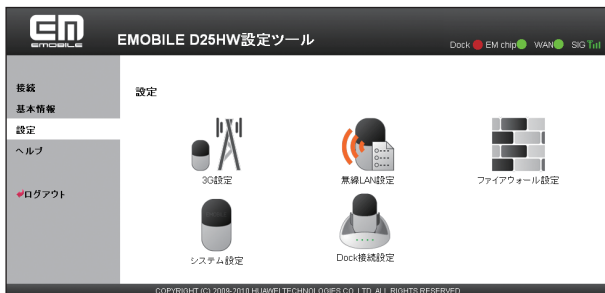 EM
EMOBILE
EMOBILE D25HW設定ツール
Dock EM chip WAN SIG
接続
基本情報
設定
ヘルプ
ログアウト
設定
3G設定
無線LAN設定
ファイアウォール設定
システム設定
Dock接続設定
COPYRIGHT (C) 2009-2010 HUAWEI TECHNOLOGIES CO. LTD. ALL RIGHTS RESERVED.